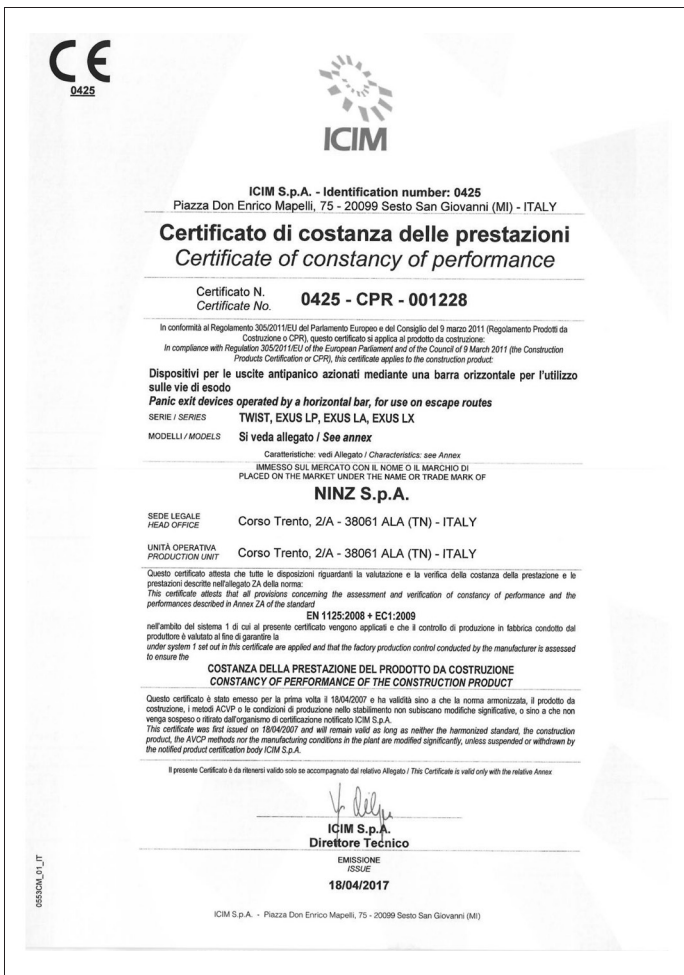 CE
0425
ICIM
ICIM S.p.A. - Identification number: 0425
Piazza Don Enrico Mapelli, 75 - 20099 Sesto San Giovanni (MI) - ITALY
Certificato di costanza delle prestazioni
Certificate of constancy of performance
Certificato N.
Certificate No.
0425 - CPR - 001228
In conformità al Regolamento 305/2011/EU del Parlamento Europeo e del Consiglio del 9 marzo 2011 (Regolamento Prodotti da
Costruzione o CPR), questo certificato si applica al prodotto da costruzione:
In compliance with Regulation 305/2011/EU of the European Parliament and of the Council of 9 March 2011 (the Construction
Products Certification or CPR), this certificate applies to the construction product:
Dispositivi per le uscite antipanico azionati mediante una barra orizzontale per l'utilizzo
sulle vie di esodo
Panic exit devices operated by a horizontal bar, for use on escape routes
SERIE / SERIES TWIST, EXUS LP, EXUS LA, EXUS LX
MODELLI / MODELS Si veda allegato / See annex
Caratteristiche: vedi Allegato / Characteristics: see Annex
IMMESSO SUL MERCATO CON IL NOME O IL MARCHIO DI
PLACED ON THE MARKET UNDER THE NAME OR TRADE MARK OF
NINZ S.p.A.
SEDE LEGALE
HEAD OFFICE
Corso Trento, 2/A - 38061 ALA (TN) - ITALY
UNITÀ OPERATIVA
PRODUCTION UNIT
Corso Trento, 2/A - 38061 ALA (TN) - ITALY
Questo certificato attesta che tutte le disposizioni riguardanti la valutazione e la verifica della costanza della prestazione e le
prestazioni descritte nell'allegato ZA della norma:
This certificate attests that all provisions concerning the assessment and verification of constancy of performance and the
performances described in Annex ZA of the standard
EN 1125:2008 + EC1:2009
nell'ambito del sistema 1 di cui al presente certificato vengono applicati e che il controllo di produzione in fabbrica condotto dal
produttore è valutato al fine di garantire la
under system 1 set out in this certificate are applied and that the factory production control conducted by the manufacturer is assessed
to ensure the
COSTANZA DELLA PRESTAZIONE DEL PRODOTTO DA COSTRUZIONE
CONSTANCY OF PERFORMANCE OF THE CONSTRUCTION PRODUCT
Questo certificato è stato emesso per la prima volta il 18/04/2007 e ha validità sino a che la norma armonizzata, il prodotto da
costruzione, i metodi ACVP o le condizioni di produzione nello stabilimento non subiscano modifiche significative, o sino a che non
venga sospeso o ritirato dall'organismo di certificazione notificato ICIM S.p.A.
This certificate was first issued on 18/04/2007 and will remain valid as long as neither the harmonized standard, the construction
product, the AVCP methods nor the manufacturing conditions in the plant are modified significantly, unless suspended or withdrawn by
the notified product certification body ICIM S.p.A.
Il presente Certificato è da ritenersi valido solo se accompagnato dal relativo Allegato / This Certificate is valid only with the relative Annex
ICIM S.p.A.
Direttore Tecnico
EMISSIONE
ISSUE
18/04/2017
0553CM_01_IT
ICIM S.p.A. - Piazza Don Enrico Mapelli, 75 - 20099 Sesto San Giovanni (MI)